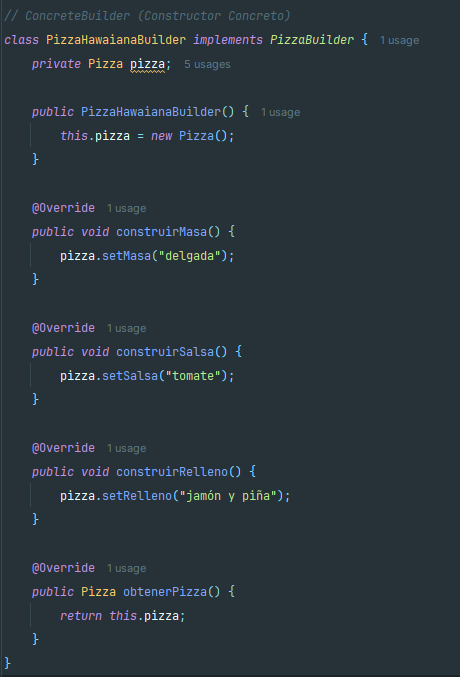 // ConcreteBuilder (Constructor Concreto)
class PizzaHawaianaBuilder implements PizzaBuilder { 1 usage
    private Pizza pizza; 5 usages

    public PizzaHawaianaBuilder() { 1 usage
        this.pizza = new Pizza();
    }

    @Override 1 usage
    public void construirMasa() {
        pizza.setMasa("delgada");
    }

    @Override 1 usage
    public void construirSalsa() {
        pizza.setSalsa("tomate");
    }

    @Override 1 usage
    public void construirRelleno() {
        pizza.setRelleno("jamón y piña");
    }

    @Override 1 usage
    public Pizza obtenerPizza() {
        return this.pizza;
    }
}